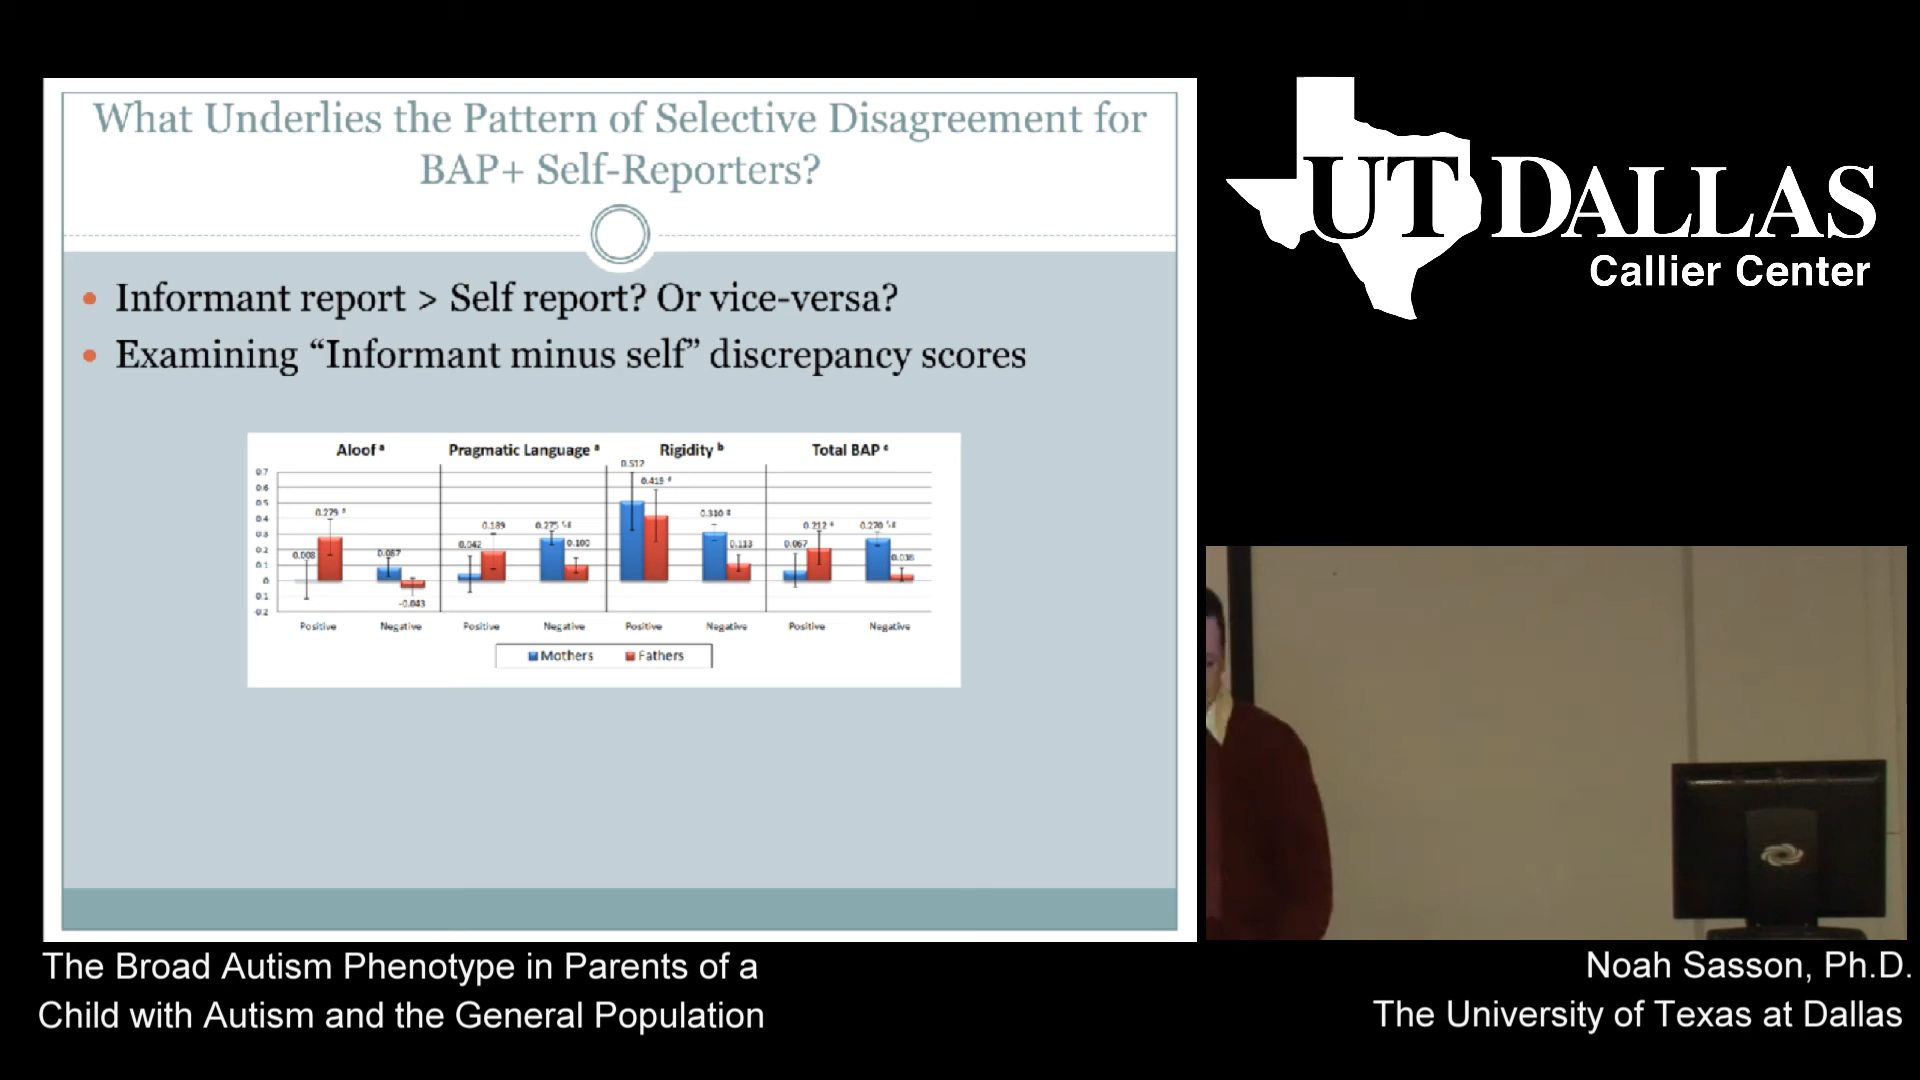 What Underlies the Pattern of Selective Disagreement for
BAP+ Self-Reporters?
Informant report > Self report? Or vice-versa?
Examining “Informant minus self” discrepancy scores
Aloof a
Pragmatic Language a
Rigidity b
Total BAP c
0.7
0.6
0.5
0.4
0.3
0.2
0.1
0
0.1
0.2
0.008
0.279
0.087
-0.043
0.042
0.189
0.275
0.100
0.512
0.415
0.310
0.113
0.067
0.212
0.270
0.036
Positive Negative Positive Negative Positive Negative Positive Negative
Mothers Fathers
UT DALLAS
Callier Center
The Broad Autism Phenotype in Parents of a
Child with Autism and the General Population
Noah Sasson, Ph.D.
The University of Texas at Dallas